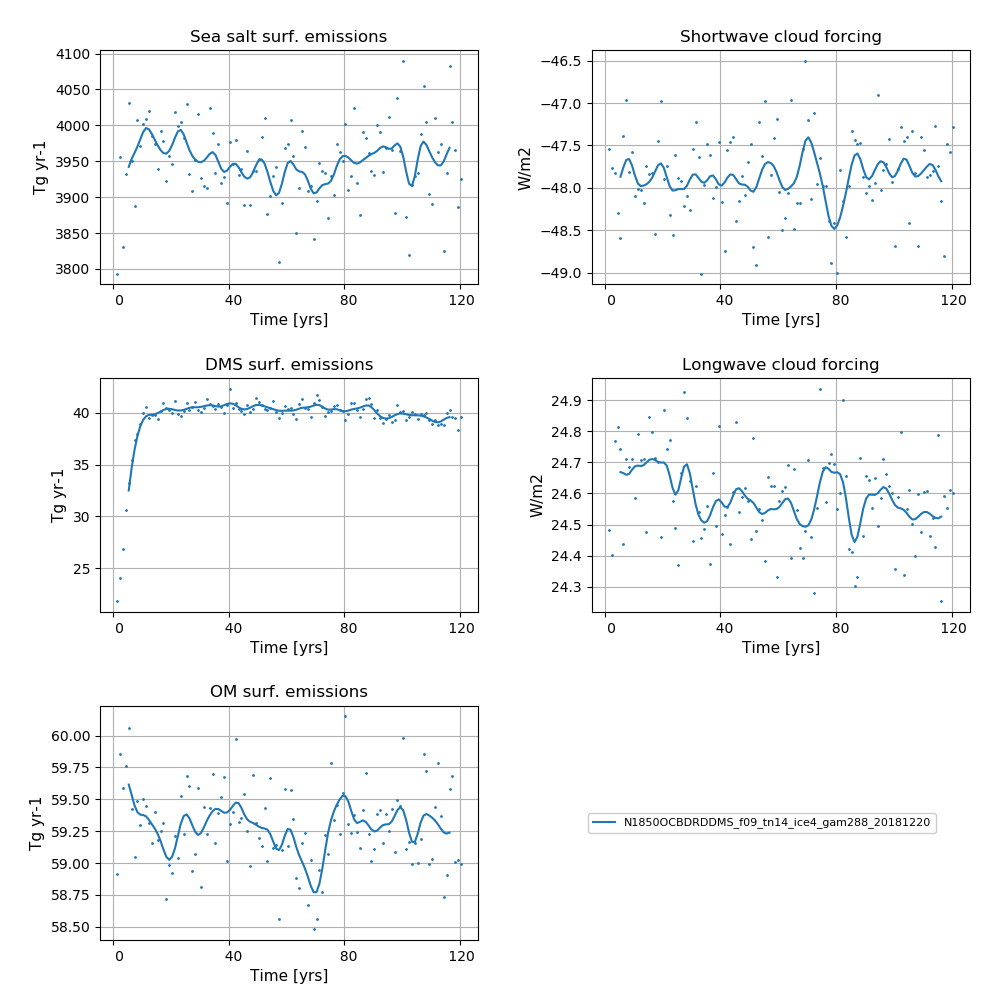 Sea salt surf. emissions
4100
4050
4000
3950
3900
3850
3800
Tg yr-1
0 40 80 120
Time [yrs]
Shortwave cloud forcing
−46.5
−47.0
−47.5
−48.0
−48.5
−49.0
W/m2
0 40 80 120
Time [yrs]
DMS surf. emissions
40
35
30
25
Tg yr-1
0 40 80 120
Time [yrs]
Longwave cloud forcing
24.9
24.8
24.7
24.6
24.5
24.4
24.3
W/m2
0 40 80 120
Time [yrs]
OM surf. emissions
60.00
59.75
59.50
59.25
59.00
58.75
58.50
Tg yr-1
0 40 80 120
Time [yrs]
N1850OCBDRDDMS_f09_tn14_ice4_gam288_20181220